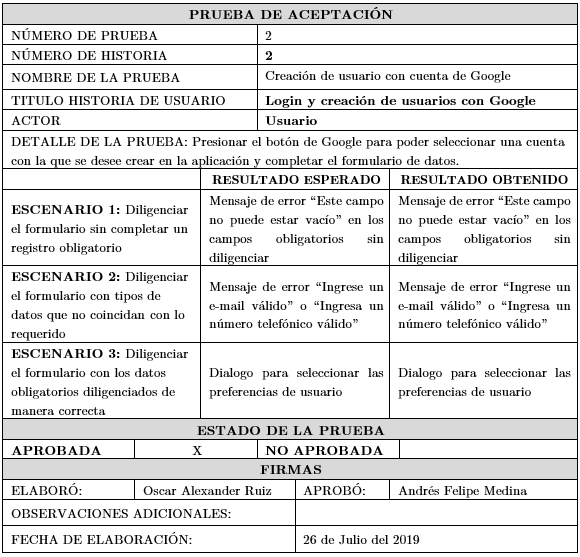 PRUEBA DE ACEPTACIÓN
NÚMERO DE PRUEBA 2
NÚMERO DE HISTORIA 2
NOMBRE DE LA PRUEBA Creación de usuario con cuenta de Google
TITULO HISTORIA DE USUARIO Login y creación de usuarios con Google
ACTOR Usuario
DETALLE DE LA PRUEBA: Presionar el botón de Google para poder seleccionar una cuenta
con la que se desee crear en la aplicación y completar el formulario de datos.
RESULTADO ESPERADO RESULTADO OBTENIDO
ESCENARIO 1: Diligenciar
el formulario sin completar un
registro obligatorio
Mensaje de error “Este campo
no puede estar vacío” en los
campos obligatorios sin
diligenciar
Mensaje de error “Este campo
no puede estar vacío” en los
campos obligatorios sin
diligenciar
ESCENARIO 2: Diligenciar
el formulario con tipos de
datos que no coincidan con lo
requerido
Mensaje de error “Ingrese un
e-mail válido” o “Ingresa un
número telefónico válido”
Mensaje de error “Ingrese un
e-mail válido” o “Ingresa un
número telefónico válido”
ESCENARIO 3: Diligenciar
el formulario con los datos
obligatorios diligenciados de
manera correcta
Dialogo para seleccionar las
preferencias de usuario
Dialogo para seleccionar las
preferencias de usuario
ESTADO DE LA PRUEBA
APROBADA X NO APROBADA
FIRMAS
ELABORÓ: Oscar Alexander Ruiz APROBÓ: Andrés Felipe Medina
OBSERVACIONES ADICIONALES:
FECHA DE ELABORACIÓN: 26 de Julio del 2019